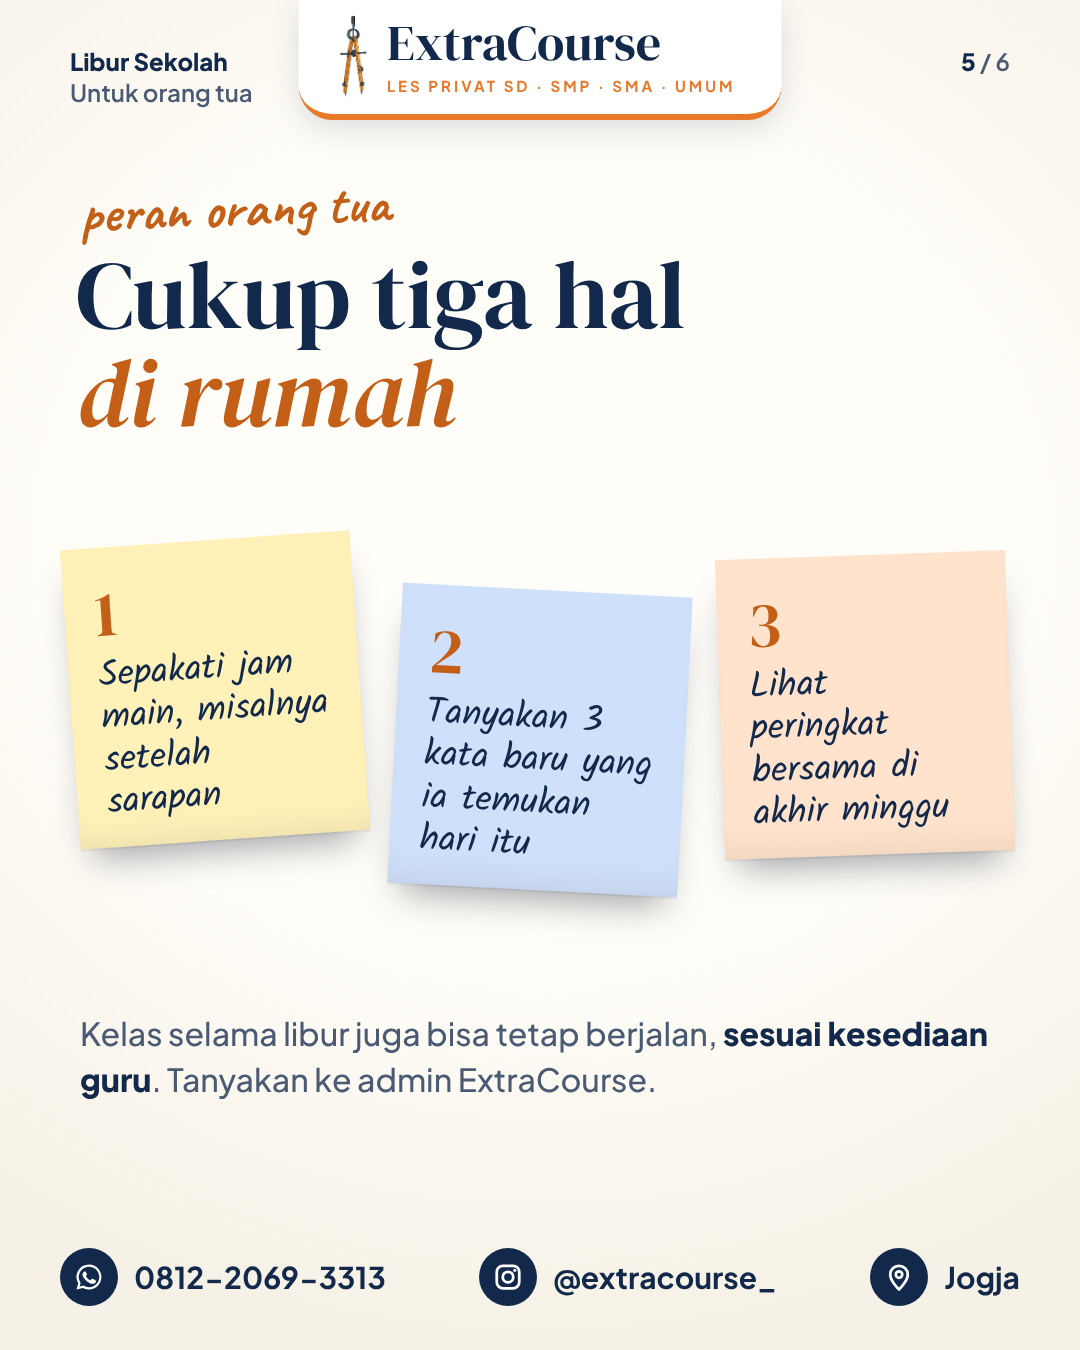 Libur Sekolah
Untuk orang tua
ExtraCourse
LES PRIVAT SD · SMP · SMA · UMUM
5 / 6
peran orang tua
Cukup tiga hal
di rumah
1
Sepakati jam
main, misalnya
setelah
sarapan
2
Tanyakan 3
kata baru yang
ia temukan
hari itu
3
Lihat
peringkat
bersama di
akhir minggu
Kelas selama libur juga bisa tetap berjalan, sesuai kesediaan
guru. Tanyakan ke admin ExtraCourse.
0812-2069-3313
@extracourse_
Jogja